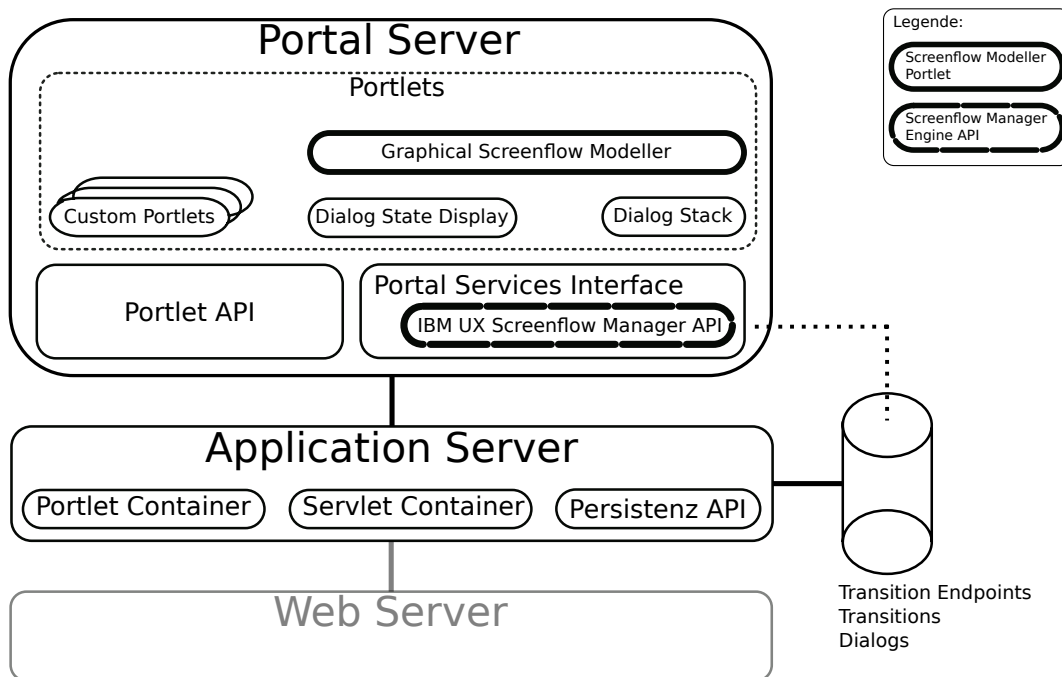 Portal Server
Portlets
Graphical Screenflow Modeller
Custom Portlets
Dialog State Display
Dialog Stack
Portlet API
Portal Services Interface
IBM UX Screenflow Manager API
Application Server
Portlet Container
Servlet Container
Persistenz API
Web Server
Transition Endpoints
Transitions
Dialogs
Legende:
Screenflow Modeller
Portlet
Screenflow Manager
Engine API